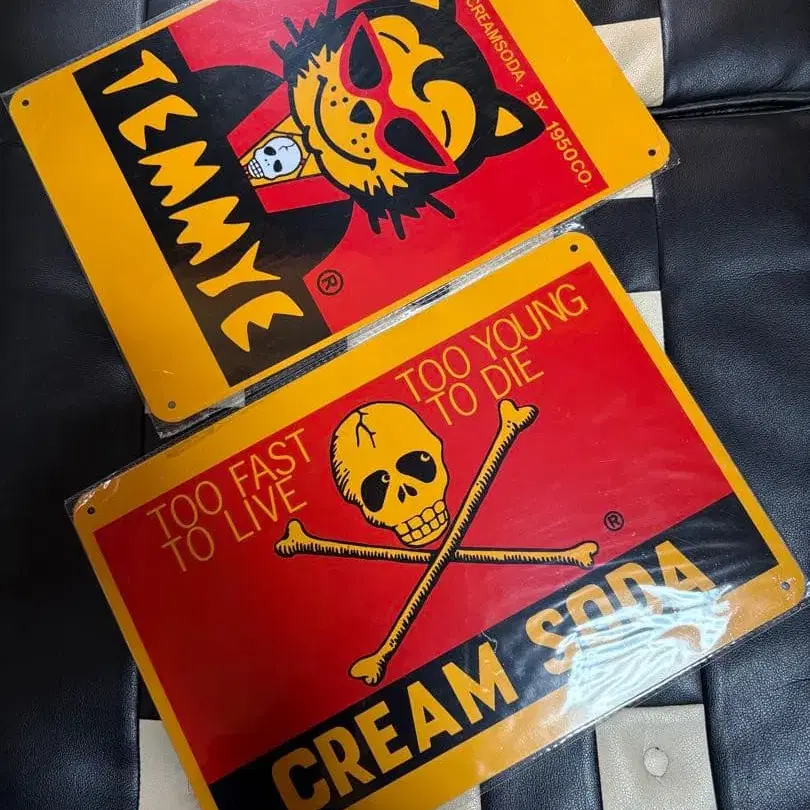 TEMMYE
®
CREAMSODA. BY 1950CO.
TOO FAST
TO LIVE
TOO YOUNG
TO DIE
®
CREAM SODA